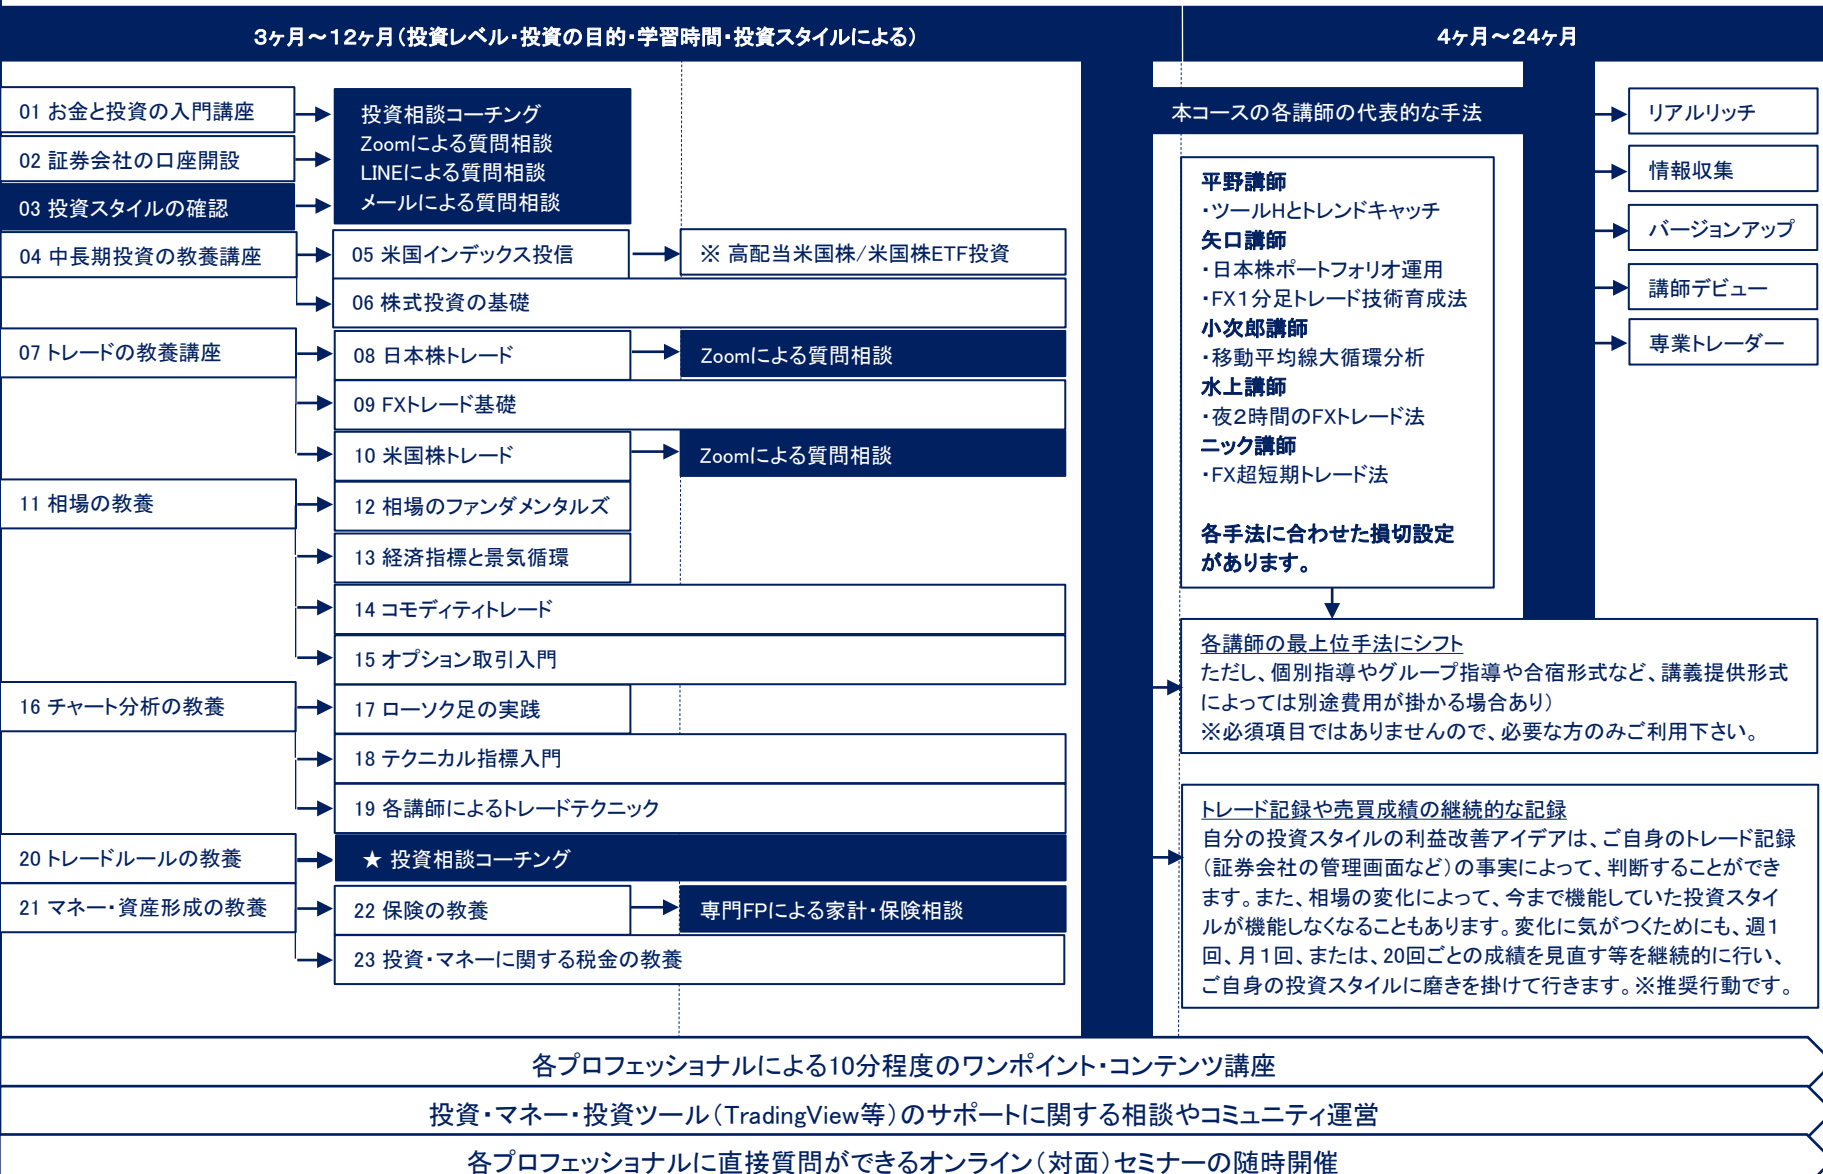 3ヶ月～12ヶ月（投資レベル・投資の目的・学習時間・投資スタイルによる）
4ヶ月～24ヶ月
01 お金と投資の入門講座
02 証券会社の口座開設
03 投資スタイルの確認
投資相談コーチング
Zoomによる質問相談
LINEによる質問相談
メールによる質問相談
04 中長期投資の教養講座
05 米国インデックス投信
※ 高配当米国株/米国株ETF投資
06 株式投資の基礎
07 トレードの教養講座
08 日本株トレード
Zoomによる質問相談
09 FXトレード基礎
10 米国株トレード
Zoomによる質問相談
11 相場の教養
12 相場のファンダメンタルズ
13 経済指標と景気循環
14 コモディティトレード
15 オプション取引入門
16 チャート分析の教養
17 ローソク足の実践
18 テクニカル指標入門
19 各講師によるトレードテクニック
20 トレードルールの教養
★ 投資相談コーチング
21 マネー・資産形成の教養
22 保険の教養
専門FPによる家計・保険相談
23 投資・マネーに関する税金の教養
本コースの各講師の代表的な手法
平野講師
・ツールHとトレンドキャッチ
矢口講師
・日本株ポートフォリオ運用
・FX1分足トレード技術育成法
小次郎講師
・移動平均線大循環分析
水上講師
・夜2時間のFXトレード法
ニック講師
・FX超短期トレード法
各手法に合わせた損切設定
があります。
リアルリッチ
情報収集
バージョンアップ
講師デビュー
専業トレーダー
各講師の最上位手法にシフト
ただし、個別指導やグループ指導や合宿形式など、講義提供形式
によっては別途費用が掛かる場合あり）
※必須項目ではありませんので、必要な方のみご利用下さい。
トレード記録や売買成績の継続的な記録
自分の投資スタイルの利益改善アイデアは、ご自身のトレード記録
（証券会社の管理画面など）の事実によって、判断することができ
ます。また、相場の変化によって、今まで機能していた投資スタイ
ルが機能しなくなることもあります。変化に気がつくためにも、週1
回、月1回、または、20回ごとの成績を見直す等を継続的に行い、
ご自身の投資スタイルに磨きを掛けて行きます。※推奨行動です。
各プロフェッショナルによる10分程度のワンポイント・コンテンツ講座
投資・マネー・投資ツール（TradingView等）のサポートに関する相談やコミュニティ運営
各プロフェッショナルに直接質問ができるオンライン（対面）セミナーの随時開催